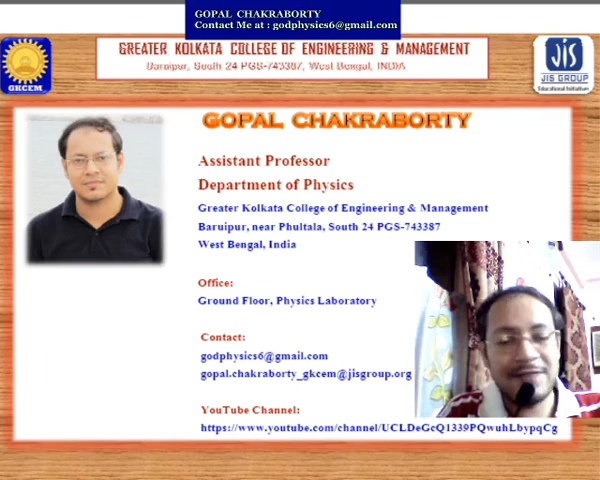 GOPAL CHAKRABORTY
Contact Me at : godphysics6@gmail.com
GREATER KOLKATA COLLEGE OF ENGINEERING & MANAGEMENT
Baruipur, South 24 PGS-743387, West Bengal, INDIA
GKCEM
JIS
JIS GROUP
Educational Initiatives
GOPAL CHAKRABORTY
Assistant Professor
Department of Physics
Greater Kolkata College of Engineering & Management
Baruipur, near Phultala, South 24 PGS-743387
West Bengal, India
Office:
Ground Floor, Physics Laboratory
Contact:
godphysics6@gmail.com
gopal.chakraborty_gkcem@jisgroup.org
YouTube Channel:
https://www.youtube.com/channel/UCLDeGcQ1339PQwuhLbypqCg